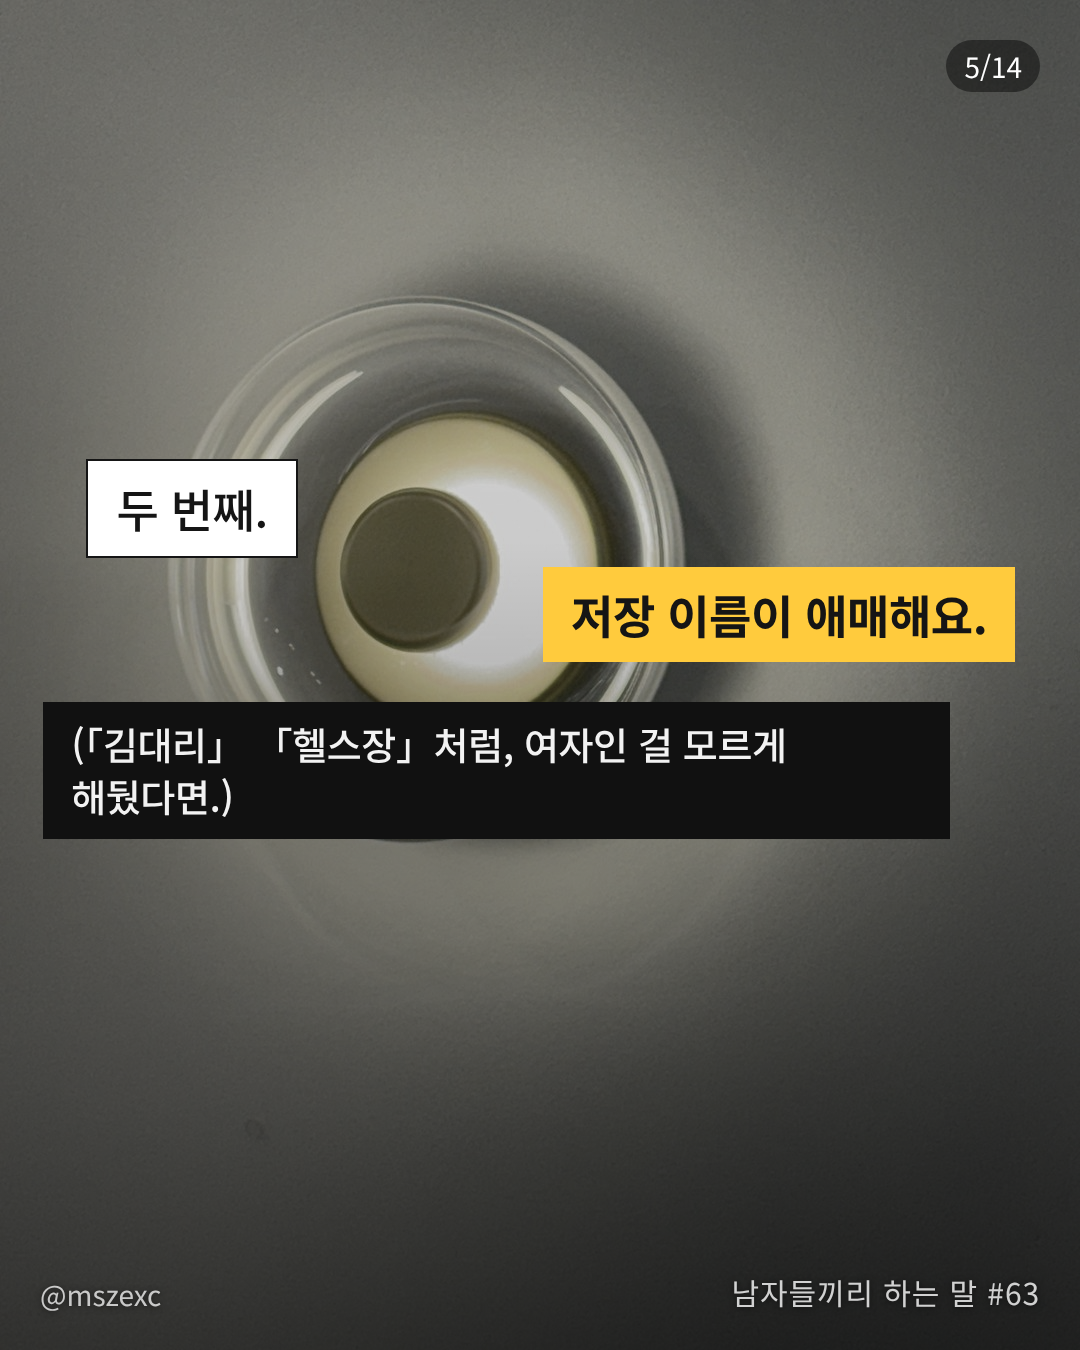 5/14
두 번째.
저장 이름이 애매해요.
(「김대리」 「헬스장」처럼, 여자인 걸 모르게
해뒀다면.)
@mszexc
남자들끼리 하는 말 #63